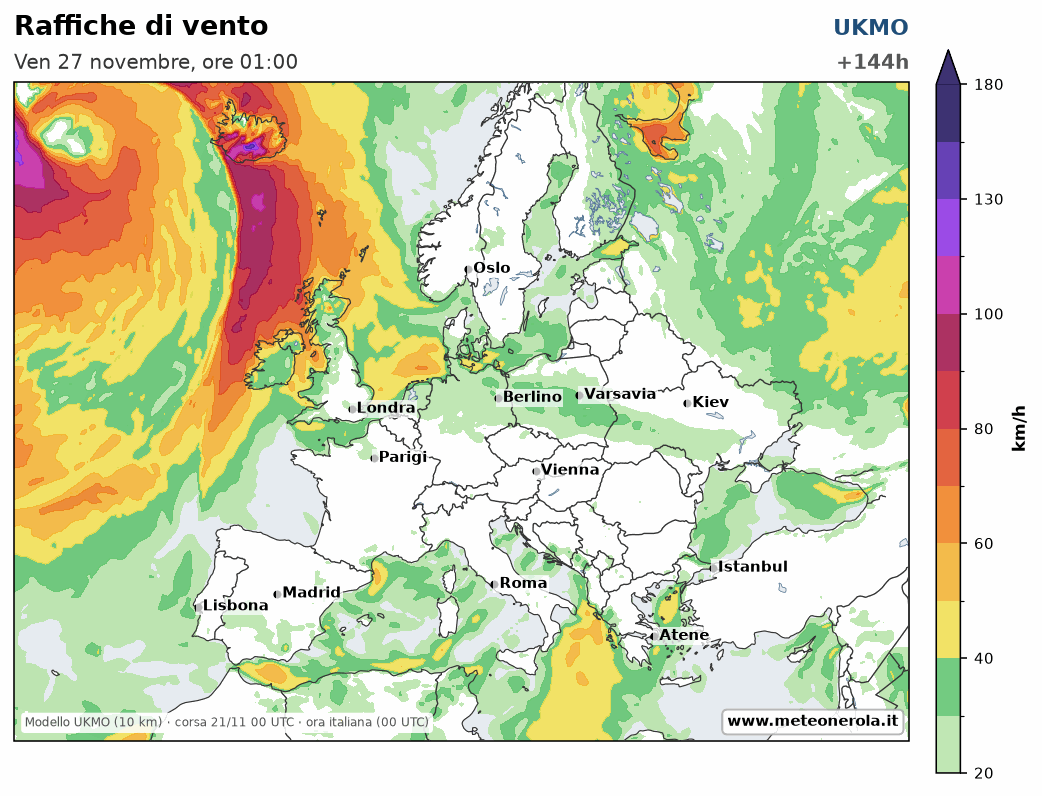 Raffiche di vento
UKMO
Ven 27 novembre, ore 01:00
+144h
180
130
100
80
60
40
20
km/h
Oslo
Londra
Berlino
Varsavia
Kiev
Parigi
Vienna
Istanbul
Madrid
Roma
Lisbona
Atene
Modello UKMO (10 km) · corsa 21/11 00 UTC · ora italiana (00 UTC)
www.meteonerola.it